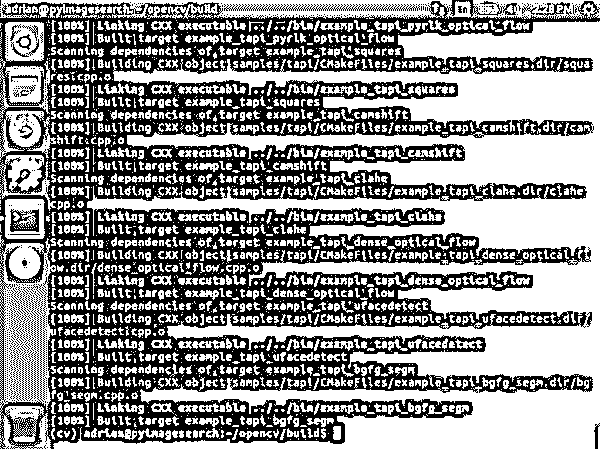 adrian@pyimagesearch: ~/opencv/build
[100%] Linking CXX executable ../../bin/example_tapi_pyrlk_optical_flow
[100%] Built target example_tapi_pyrlk_optical_flow
Scanning dependencies of target example_tapi_squares
[100%] Building CXX object samples/tapi/CMakeFiles/example_tapi_squares.dir/squa
res.cpp.o
[100%] Linking CXX executable ../../bin/example_tapi_squares
[100%] Built target example_tapi_squares
Scanning dependencies of target example_tapi_camshift
[100%] Building CXX object samples/tapi/CMakeFiles/example_tapi_camshift.dir/cam
shift.cpp.o
[100%] Linking CXX executable ../../bin/example_tapi_camshift
[100%] Built target example_tapi_camshift
Scanning dependencies of target example_tapi_clahe
[100%] Building CXX object samples/tapi/CMakeFiles/example_tapi_clahe.dir/clahe.
cpp.o
[100%] Linking CXX executable ../../bin/example_tapi_clahe
[100%] Built target example_tapi_clahe
Scanning dependencies of target example_tapi_dense_optical_flow
[100%] Building CXX object samples/tapi/CMakeFiles/example_tapi_dense_optical_fl
ow.dir/dense_optical_flow.cpp.o
[100%] Linking CXX executable ../../bin/example_tapi_dense_optical_flow
[100%] Built target example_tapi_dense_optical_flow
Scanning dependencies of target example_tapi_ufacedetect
[100%] Building CXX object samples/tapi/CMakeFiles/example_tapi_ufacedetect.dir/
ufacedetect.cpp.o
[100%] Linking CXX executable ../../bin/example_tapi_ufacedetect
[100%] Built target example_tapi_ufacedetect
Scanning dependencies of target example_tapi_bgfg_segm
[100%] Building CXX object samples/tapi/CMakeFiles/example_tapi_bgfg_segm.dir/bg
fg_segm.cpp.o
[100%] Linking CXX executable ../../bin/example_tapi_bgfg_segm
[100%] Built target example_tapi_bgfg_segm
(cv) adrian@pyimagesearch:~/opencv/build$